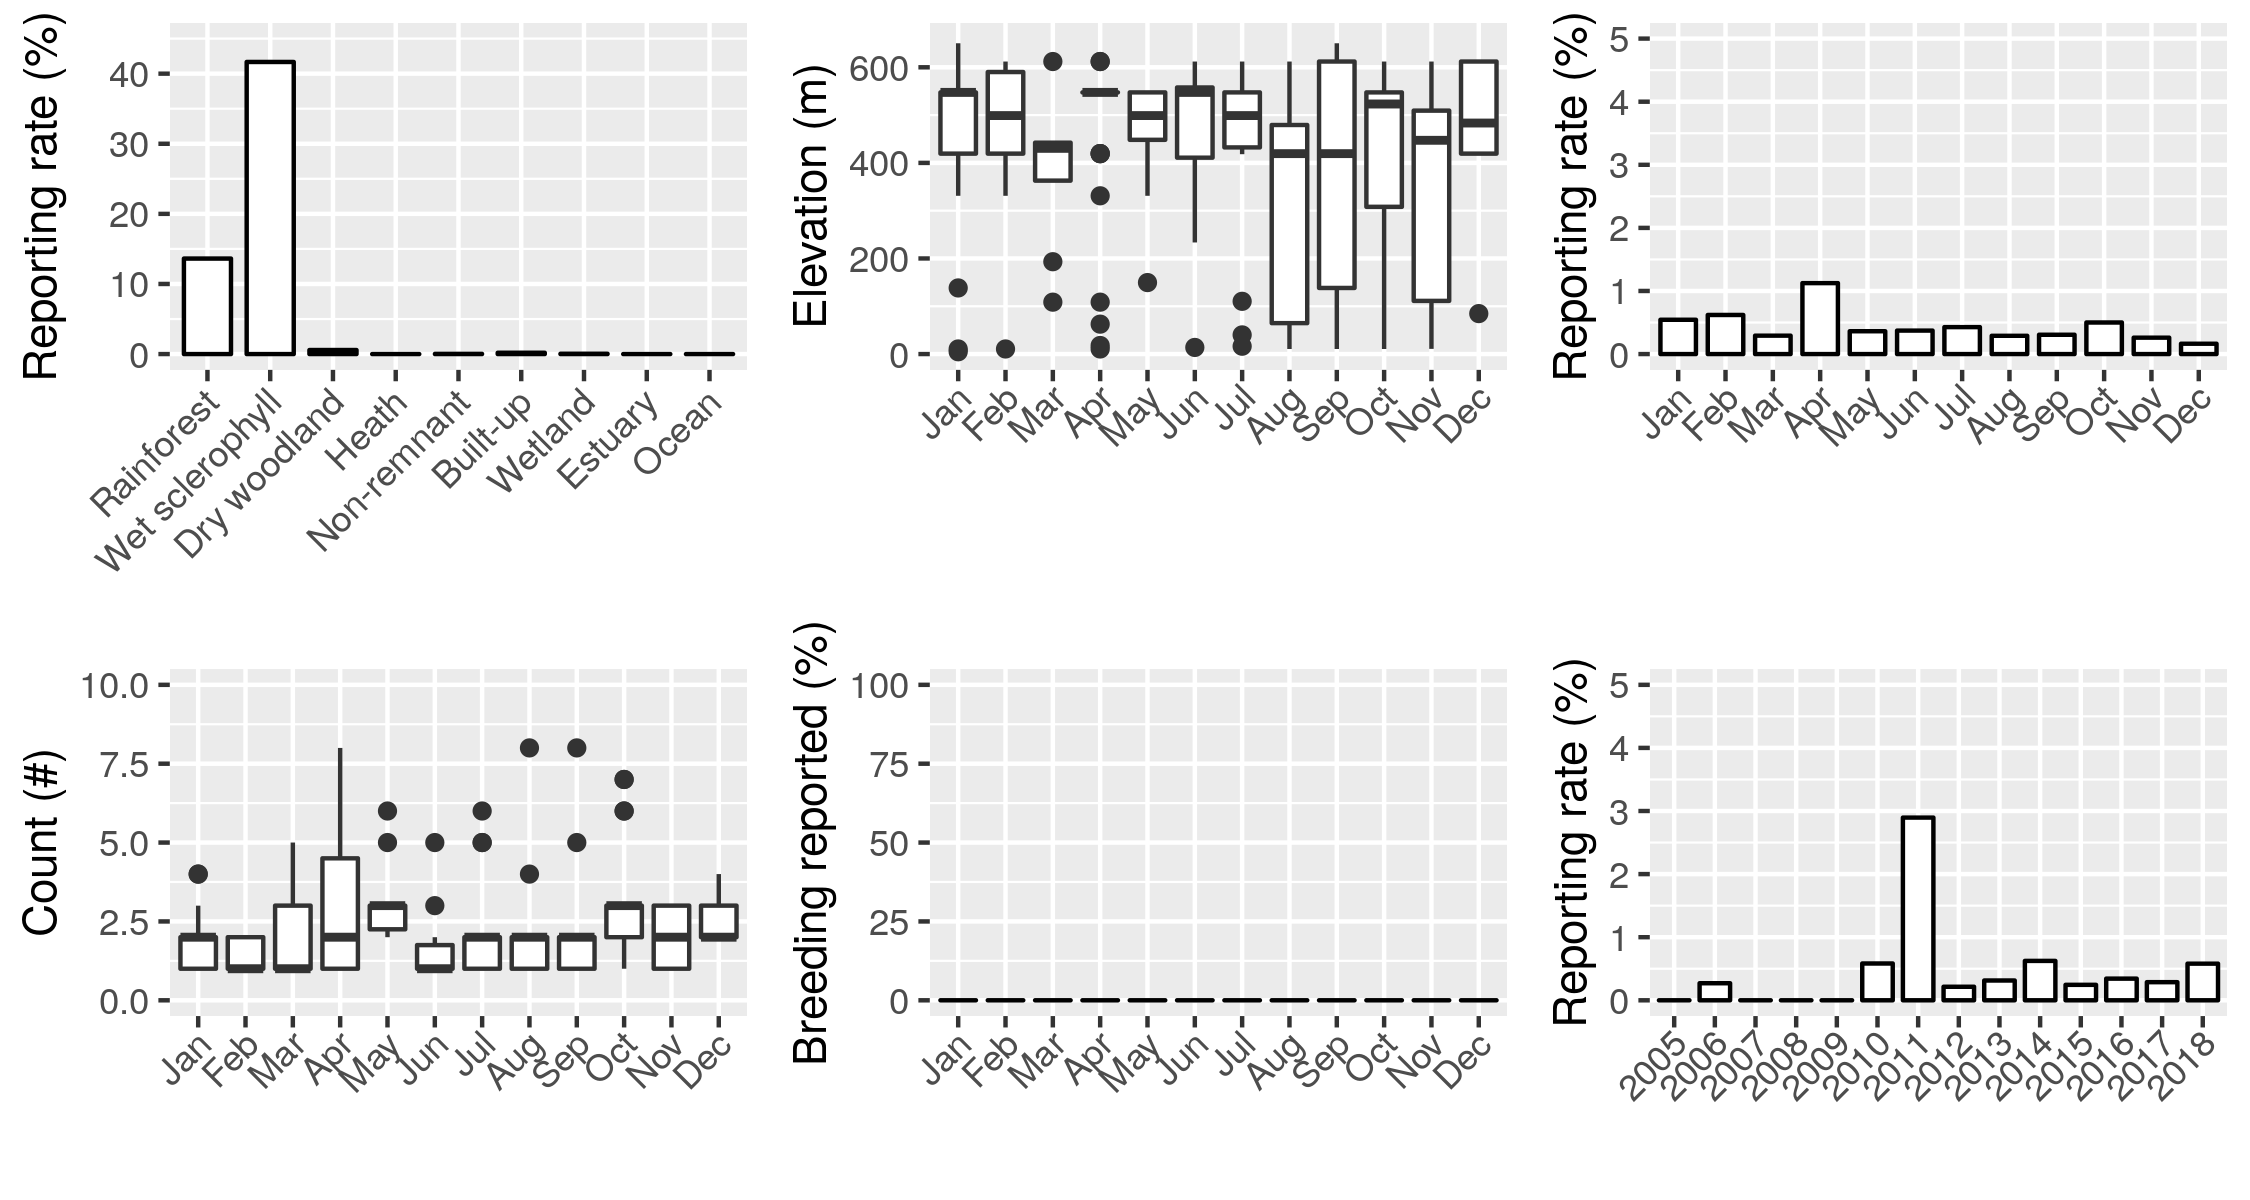 Reporting rate (%)
40
30
20
10
0
Rainforest
Wet sclerophyll
Dry woodland
Heath
Non-remnant
Built-up
Wetland
Estuary
Ocean
Elevation (m)
600
400
200
0
Jan
Feb
Mar
Apr
May
Jun
Jul
Aug
Sep
Oct
Nov
Dec
Reporting rate (%)
5
4
3
2
1
0
Jan
Feb
Mar
Apr
May
Jun
Jul
Aug
Sep
Oct
Nov
Dec
Count (#)
10.0
7.5
5.0
2.5
0.0
Jan
Feb
Mar
Apr
May
Jun
Jul
Aug
Sep
Oct
Nov
Dec
Breeding reported (%)
100
75
50
25
0
Jan
Feb
Mar
Apr
May
Jun
Jul
Aug
Sep
Oct
Nov
Dec
Reporting rate (%)
5
4
3
2
1
0
2005
2006
2007
2008
2009
2010
2011
2012
2013
2014
2015
2016
2017
2018